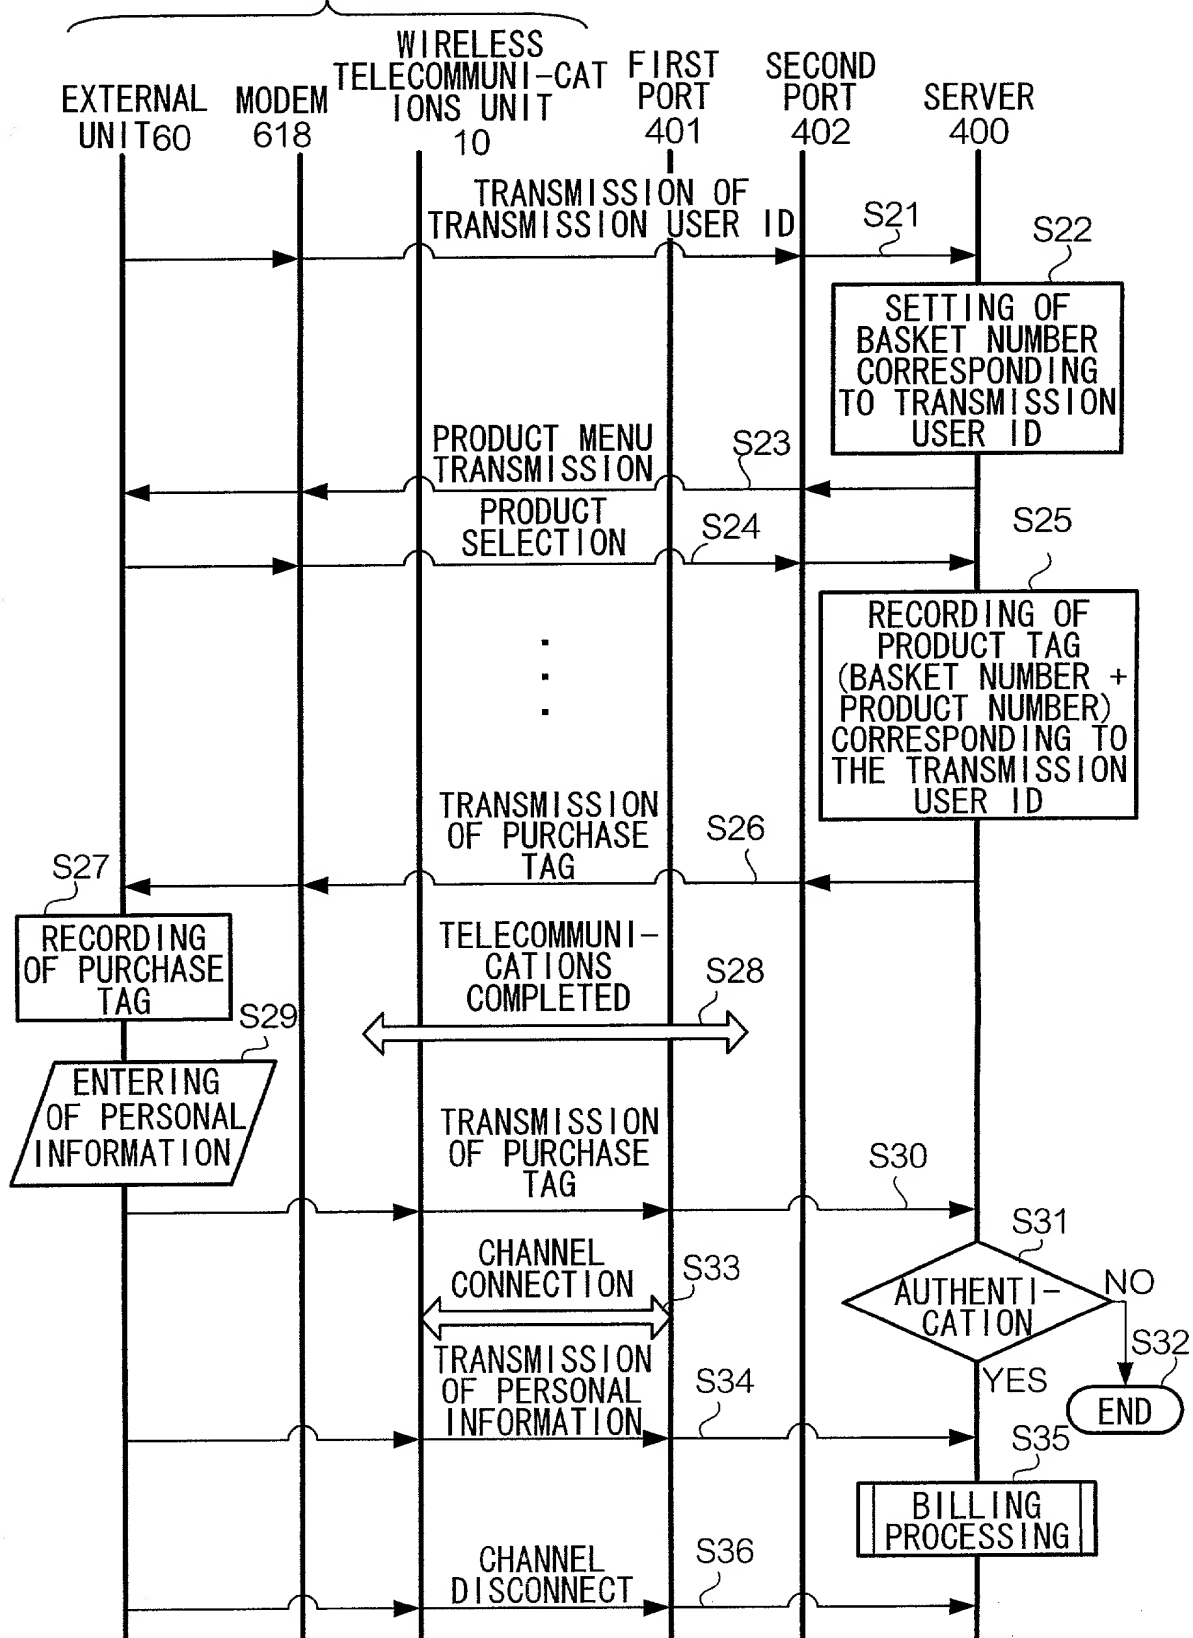 EXTERNAL
UNIT60
MODEM
618
WIRELESS
TELECOMMUNI-CAT
IONS UNIT
10
FIRST
PORT
401
SECOND
PORT
402
SERVER
400
TRANSMISSION OF
TRANSMISSION USER ID
S21
S22
SETTING OF
BASKET NUMBER
CORRESPONDING
TO TRANSMISSION
USER ID
PRODUCT MENU
TRANSMISSION
S23
PRODUCT
SELECTION
S24
S25
RECORDING OF
PRODUCT TAG
(BASKET NUMBER +
PRODUCT NUMBER)
CORRESPONDING TO
THE TRANSMISSION
USER ID
TRANSMISSION
OF PURCHASE
TAG
S26
S27
RECORDING
OF PURCHASE
TAG
TELECOMMUNI-
CATIONS
COMPLETED
S28
S29
ENTERING
OF PERSONAL
INFORMATION
TRANSMISSION
OF PURCHASE
TAG
S30
S31
AUTHENTI-
CATION
NO
S32
YES
END
CHANNEL
CONNECTION
S33
TRANSMISSION
OF PERSONAL
INFORMATION
S34
S35
BILLING
PROCESSING
CHANNEL
DISCONNECT
S36